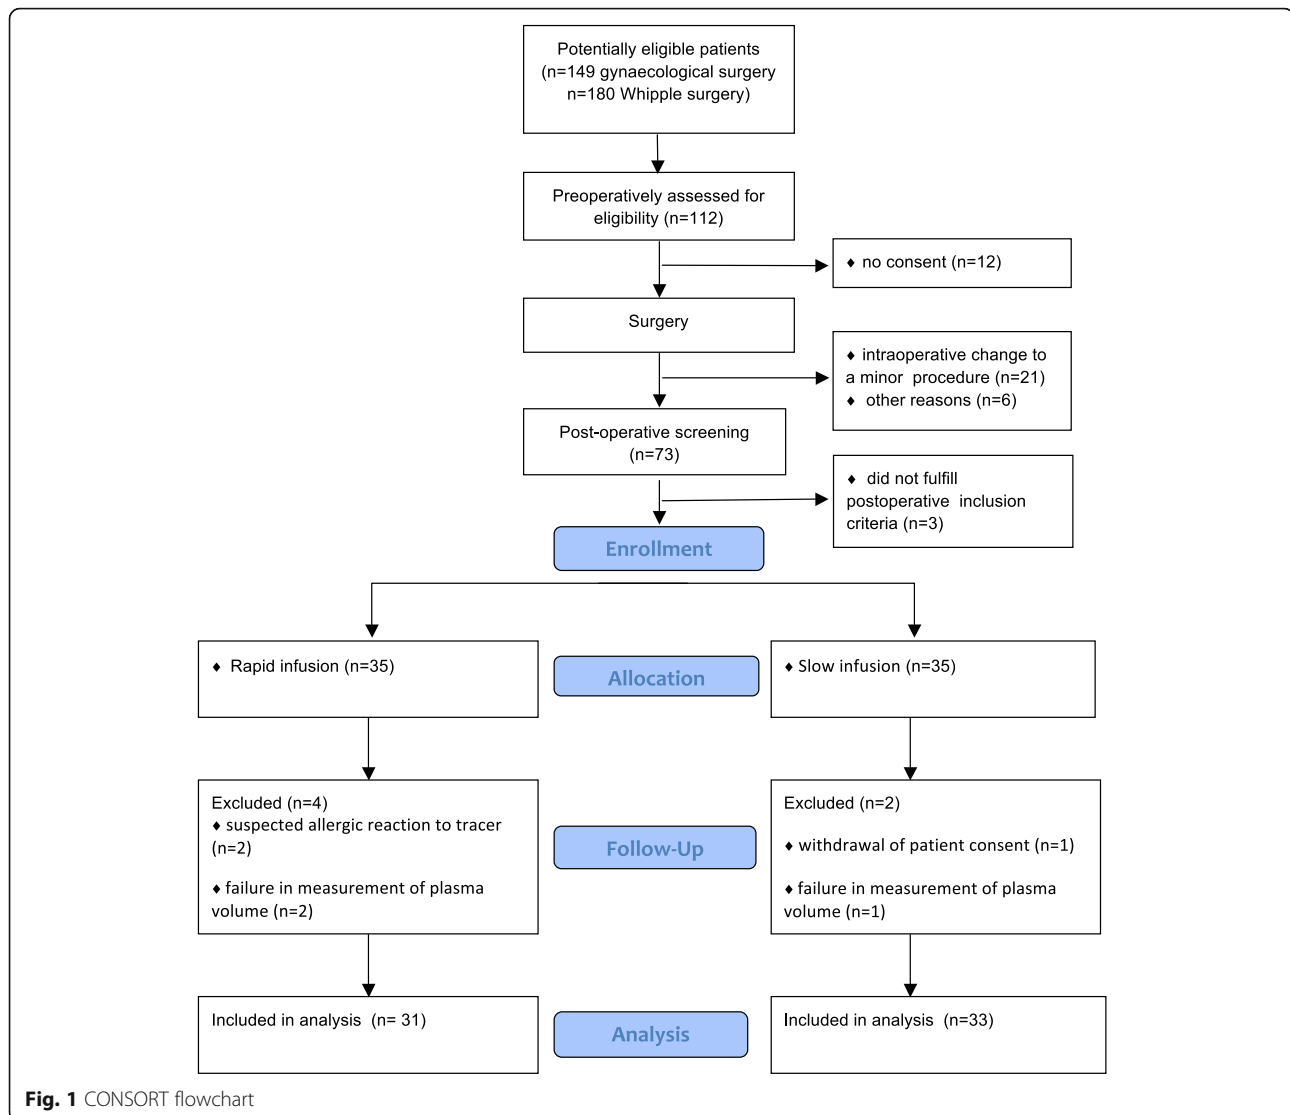 Potentially eligible patients
(n=149 gynaecological surgery
n=180 Whipple surgery)
Preoperatively assessed for
eligibility (n=112)
♦ no consent (n=12)
Surgery
♦ intraoperative change to
a minor procedure (n=21)
♦ other reasons (n=6)
Post-operative screening
(n=73)
♦ did not fulfill
postoperative inclusion
criteria (n=3)
Enrollment
♦ Rapid infusion (n=35)
Allocation
♦ Slow infusion (n=35)
Excluded (n=4)
♦ suspected allergic reaction to tracer
(n=2)
♦ failure in measurement of plasma
volume (n=2)
Follow-Up
Excluded (n=2)
♦ withdrawal of patient consent (n=1)
♦ failure in measurement of plasma
volume (n=1)
Included in analysis (n= 31)
Analysis
Included in analysis (n=33)
Fig. 1 CONSORT flowchart